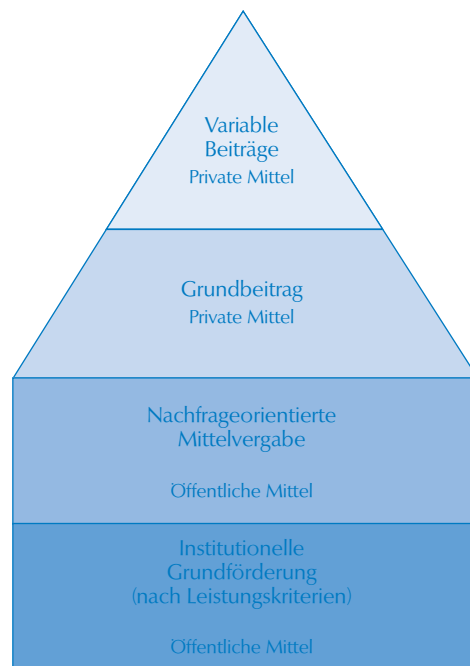 Variable
Beiträge
Private Mittel
Grundbeitrag
Private Mittel
Nachfrageorientierte
Mittelvergabe
Öffentliche Mittel
Institutionelle
Grundförderung
(nach Leistungskriterien)
Öffentliche Mittel